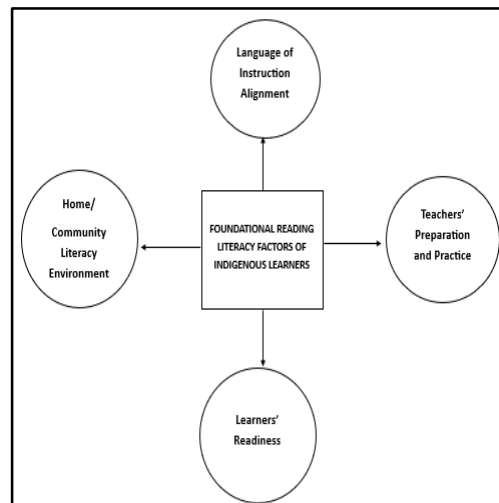 Language of
Instruction
Alignment
Home/
Community
Literacy
Environment
FOUNDATIONAL READING
LITERACY FACTORS OF
INDIGENOUS LEARNERS
Teachers'
Preparation
and Practice
Learners'
Readiness